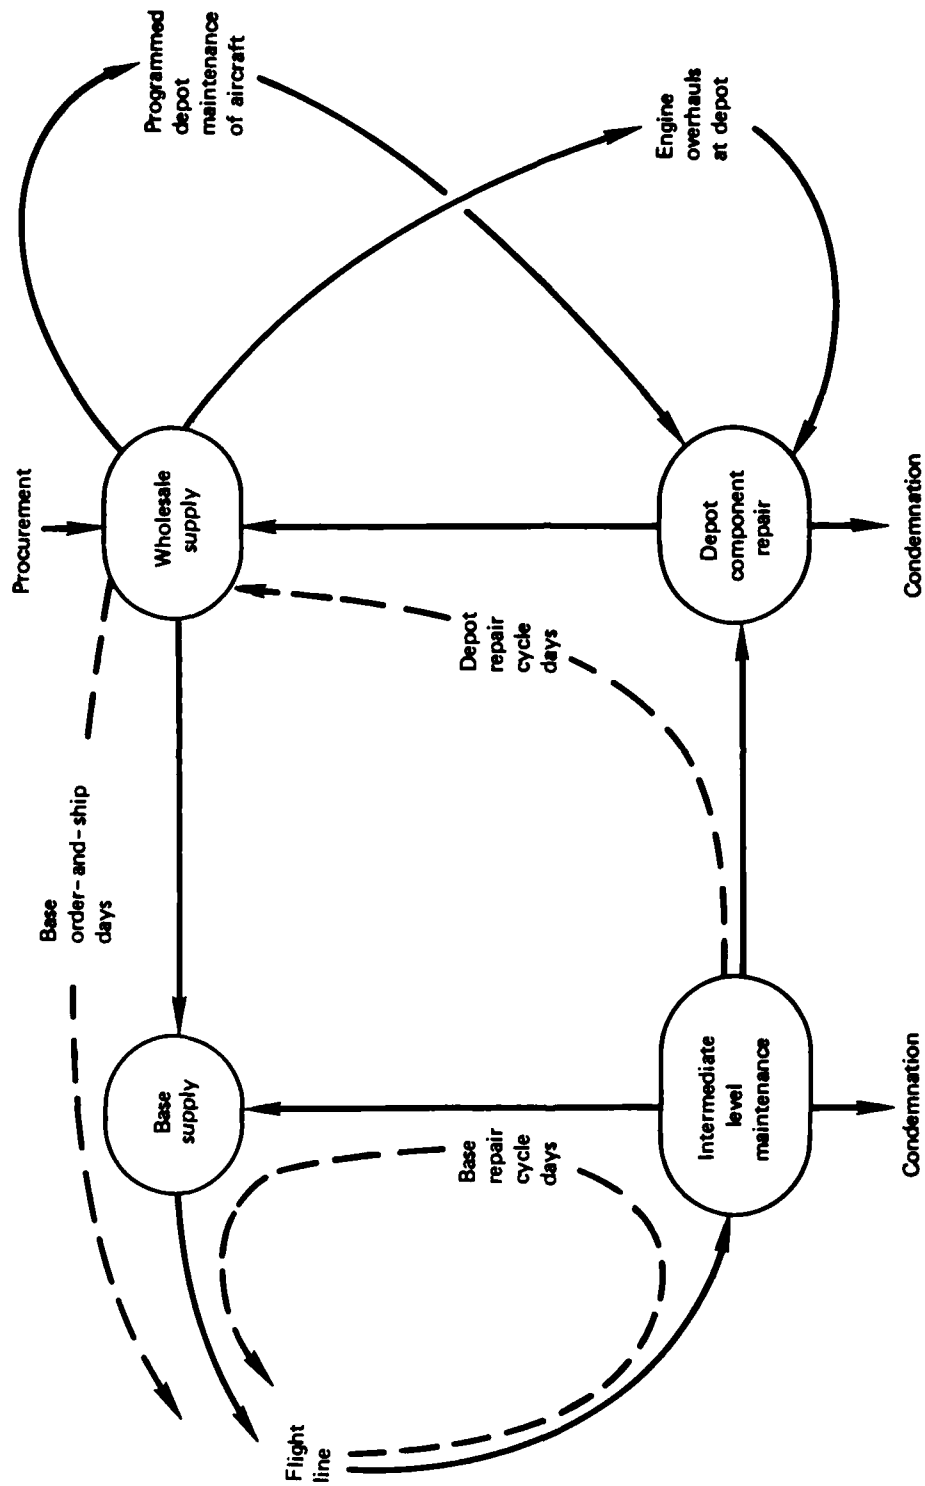 Procurement
Programmed
depot
maintenance
of aircraft
Base
order-and-ship
days
Base
supply
Wholesale
supply
Flight
line
Base
repair
cycle
days
Depot
repair
cycle
days
Engine
overhauls
at depot
Intermediate
level
maintenance
Depot
component
repair
Condemnation
Condemnation